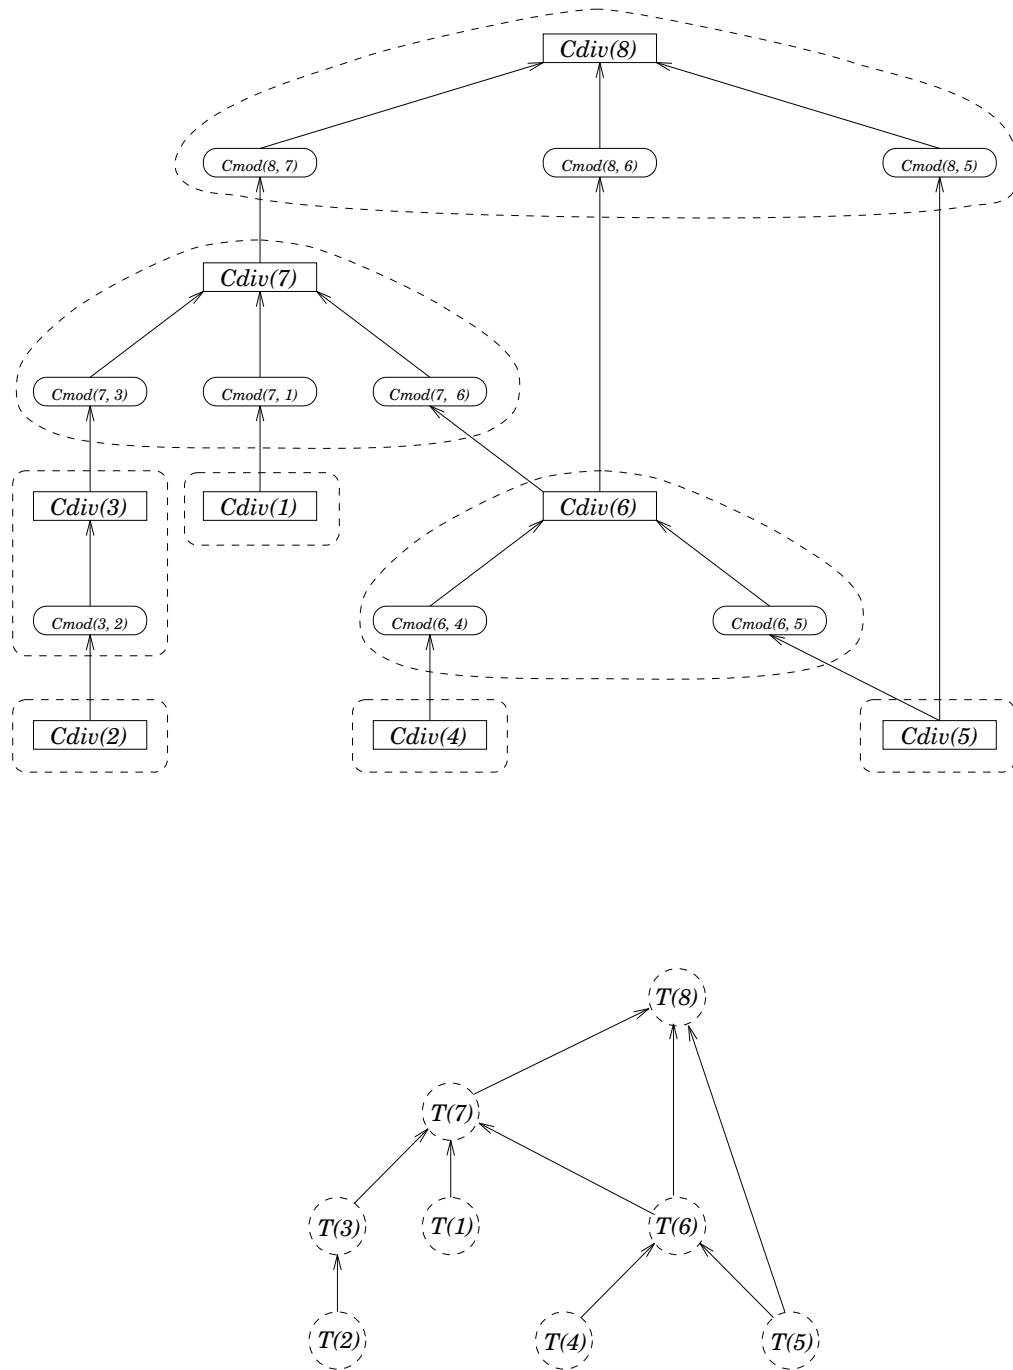 Cdiv(8)
Cmod(8, 7) Cmod(8, 6) Cmod(8, 5)
Cdiv(7)
Cmod(7, 3) Cmod(7, 1) Cmod(7, 6)
Cdiv(3) Cdiv(1) Cdiv(6)
Cmod(3, 2) Cmod(6, 4) Cmod(6, 5)
Cdiv(2) Cdiv(4) Cdiv(5)
T(8)
T(7)
T(3) T(1) T(6)
T(2) T(4) T(5)